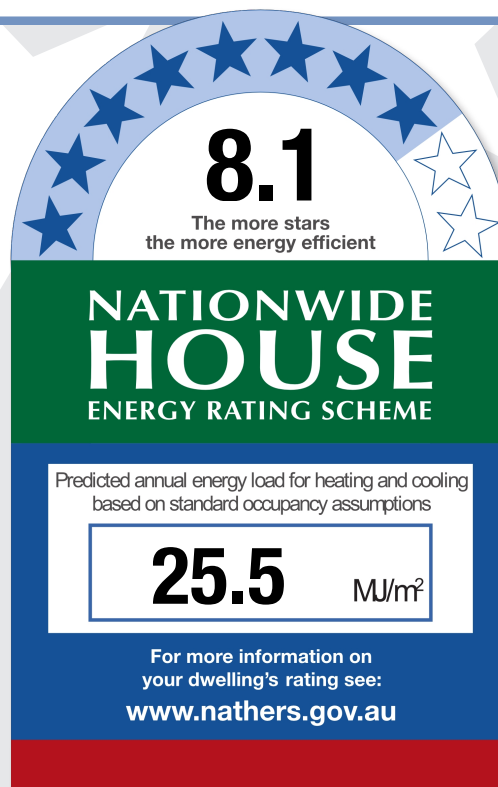 8.1
The more stars
the more energy efficient
NATIONWIDE
HOUSE
ENERGY RATING SCHEME
Predicted annual energy load for heating and cooling
based on standard occupancy assumptions
25.5 MJ/m²
For more information on
your dwelling's rating see:
www.nathers.gov.au